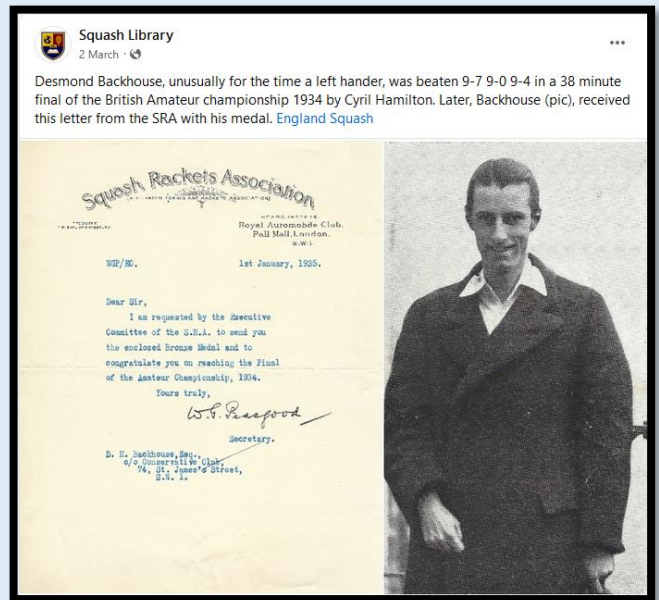 Squash Library
2 March ·
Desmond Backhouse, unusually for the time a left hander, was beaten 9-7 9-0 9-4 in a 38 minute
final of the British Amateur championship 1934 by Cyril Hamilton. Later, Backhouse (pic), received
this letter from the SRA with his medal. England Squash
Squash Rackets Association
HEADQUARTERS
Royal Automobile Club.
Pall Mall, London.
S.W.1.
WGP/HO. 1st January, 1935.
Dear Sir,
I am requested by the Executive
Committee of the S.R.A. to send you
the enclosed Bronze Medal and to
congratulate you on reaching the Final
of the Amateur Championship, 1934.
Yours truly,
W.G. Peasgood
Secretary.
D. N. Backhouse, Esq.,
c/o Conservative Club,
74, St. James's Street,
S.W. 1.